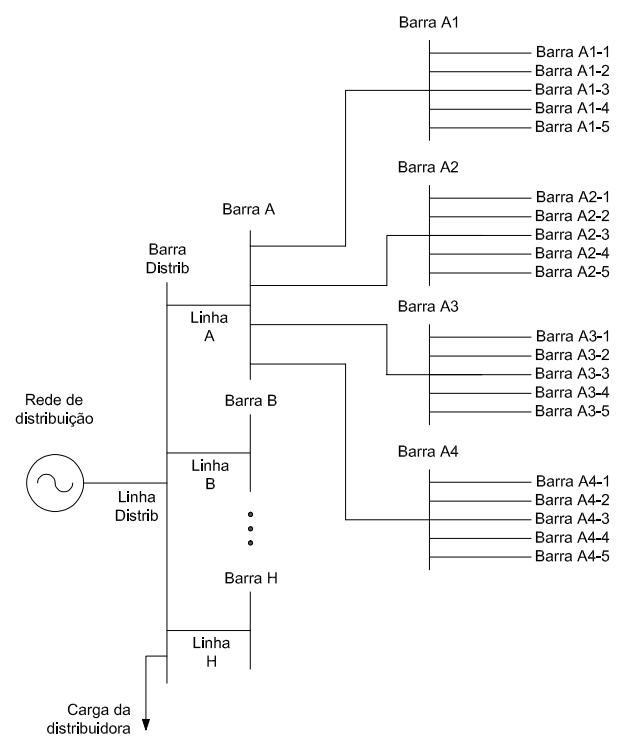 Barra A1
Barra A1-1
Barra A1-2
Barra A1-3
Barra A1-4
Barra A1-5
Barra A2
Barra A2-1
Barra A2-2
Barra A2-3
Barra A2-4
Barra A2-5
Barra A
Barra
Distrib
Linha
A
Barra A3
Barra A3-1
Barra A3-2
Barra A3-3
Barra A3-4
Barra A3-5
Rede de
distribuição
Barra B
Linha
B
Linha
Distrib
Barra A4
Barra A4-1
Barra A4-2
Barra A4-3
Barra A4-4
Barra A4-5
Barra H
Linha
H
Carga da
distribuidora